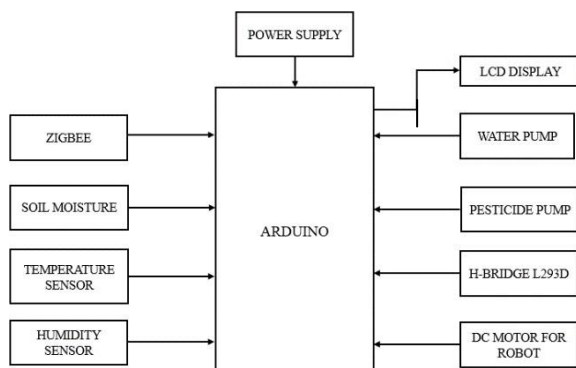 POWER SUPPLY
LCD DISPLAY
ZIGBEE
WATER PUMP
SOIL MOISTURE
PESTICIDE PUMP
ARDUINO
TEMPERATURE
SENSOR
H-BRIDGE L293D
HUMIDITY
SENSOR
DC MOTOR FOR
ROBOT